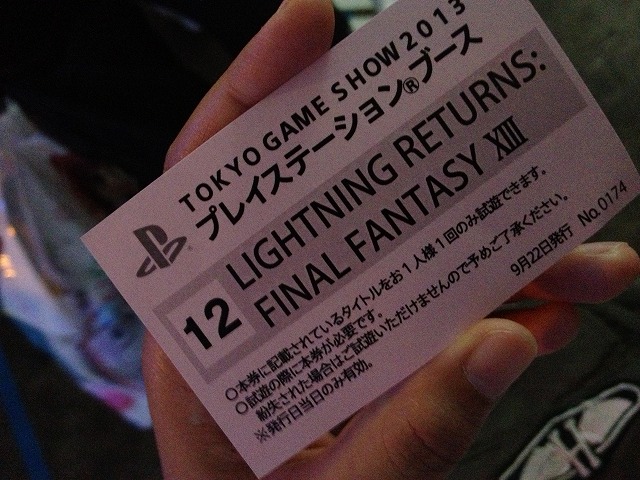 TOKYO GAME SHOW 2013
プレイステーション®ブース
12
LIGHTNING RETURNS:
FINAL FANTASY XIII
○本券に記載されているタイトルをお1人様1回のみ試遊できます。
○試遊の際に本券が必要です。
紛失された場合はご試遊いただけませんので予めご了承ください。
※発行日当日のみ有効。
9月22日発行 No.0174